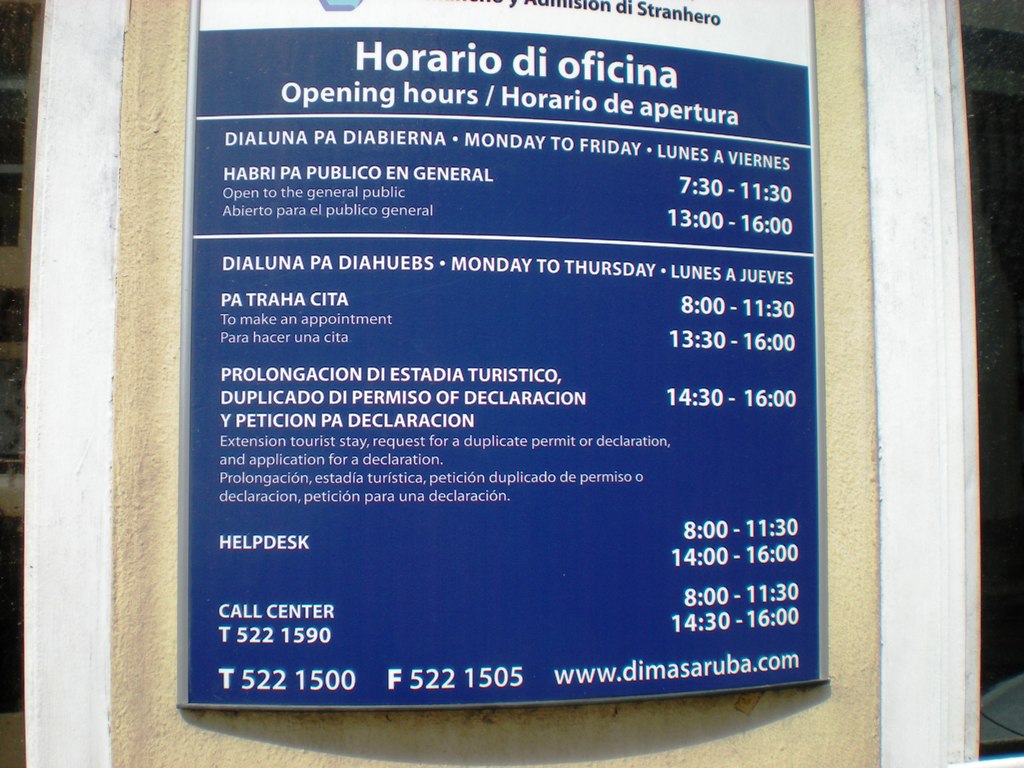 y Admision di Stranhero
Horario di oficina
Opening hours / Horario de apertura
DIALUNA PA DIABIERNA • MONDAY TO FRIDAY • LUNES A VIERNES
HABRI PA PUBLICO EN GENERAL 7:30 - 11:30
Open to the general public
Abierto para el publico general 13:00 - 16:00
DIALUNA PA DIAHUEBS • MONDAY TO THURSDAY • LUNES A JUEVES
PA TRAHA CITA 8:00 - 11:30
To make an appointment
Para hacer una cita 13:30 - 16:00
PROLONGACION DI ESTADIA TURISTICO,
DUPLICADO DI PERMISO OF DECLARACION 14:30 - 16:00
Y PETICION PA DECLARACION
Extension tourist stay, request for a duplicate permit or declaration,
and application for a declaration.
Prolongación, estadía turística, petición duplicado de permiso o
declaracion, petición para una declaración.
HELPDESK 8:00 - 11:30
14:00 - 16:00
8:00 - 11:30
CALL CENTER 14:30 - 16:00
T 522 1590
T 522 1500 F 522 1505 www.dimasaruba.com